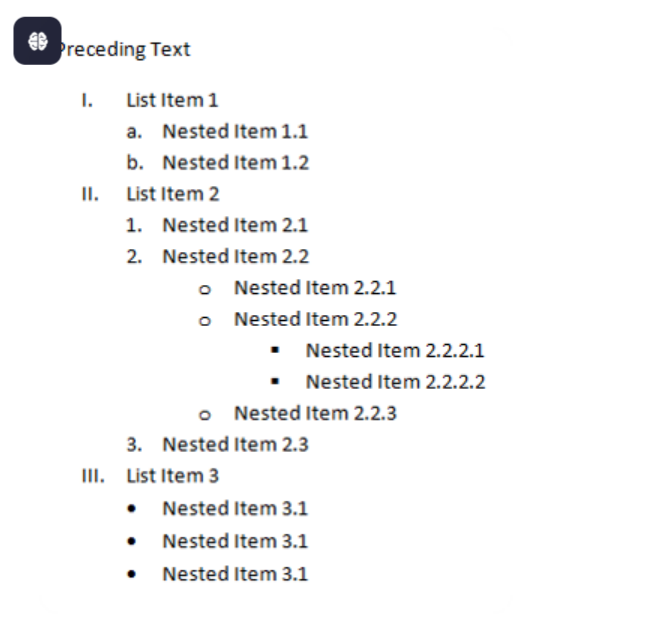 Preceding Text
I. List Item 1
a. Nested Item 1.1
b. Nested Item 1.2
II. List Item 2
1. Nested Item 2.1
2. Nested Item 2.2
o Nested Item 2.2.1
o Nested Item 2.2.2
▪ Nested Item 2.2.2.1
▪ Nested Item 2.2.2.2
o Nested Item 2.2.3
3. Nested Item 2.3
III. List Item 3
• Nested Item 3.1
• Nested Item 3.1
• Nested Item 3.1